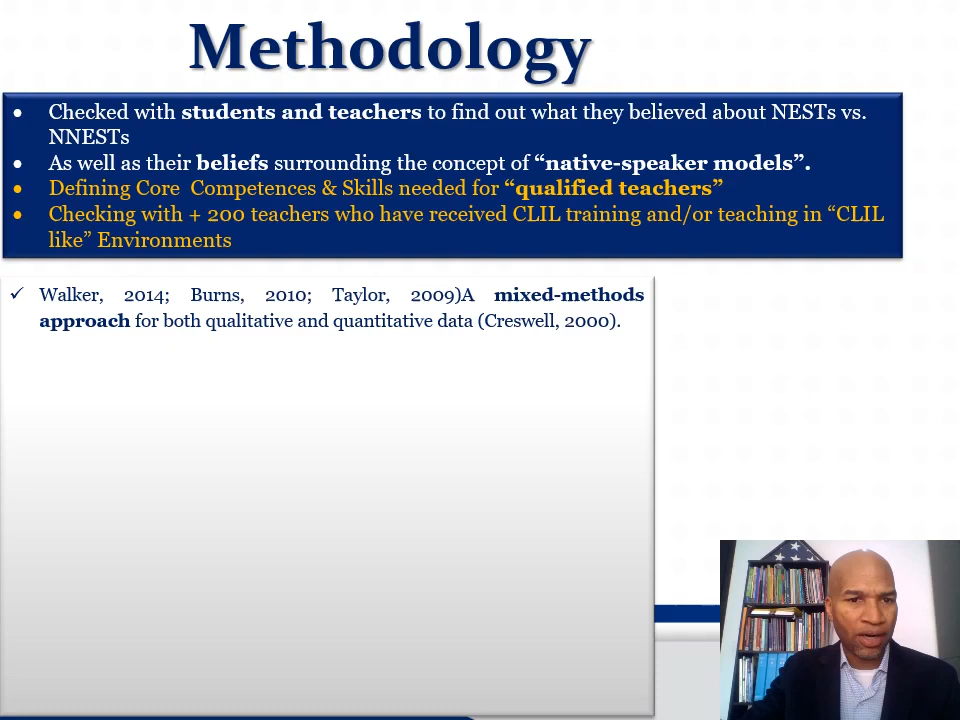 Methodology
• Checked with students and teachers to find out what they believed about NESTs vs.
NNESTs
• As well as their beliefs surrounding the concept of “native-speaker models”.
• Defining Core Competences & Skills needed for “qualified teachers”
• Checking with + 200 teachers who have received CLIL training and/or teaching in “CLIL
like” Environments
✓ Walker, 2014; Burns, 2010; Taylor, 2009)A mixed-methods
approach for both qualitative and quantitative data (Creswell, 2000).